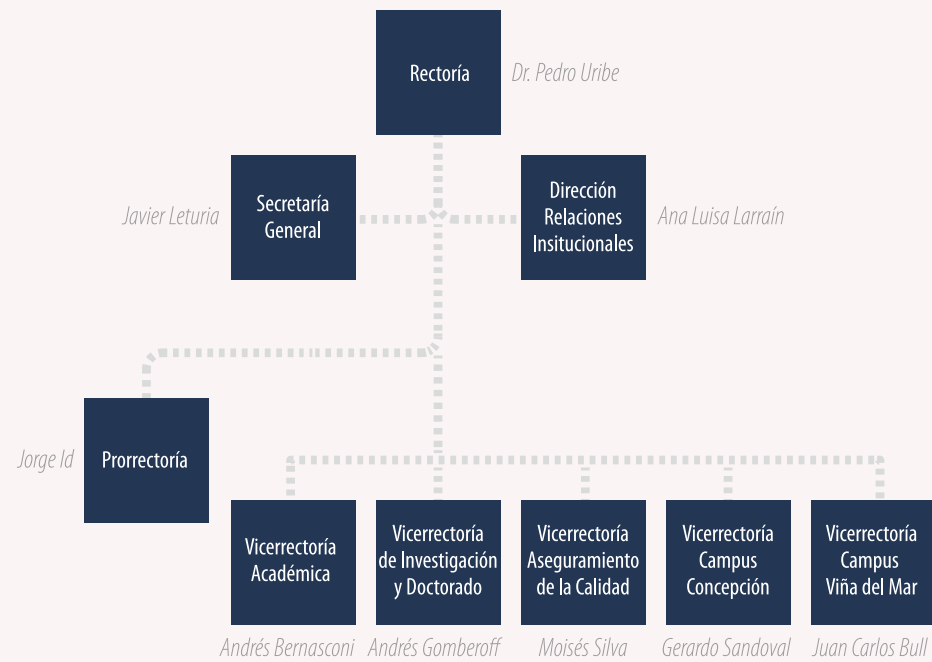 Rectoría
Dr. Pedro Uribe
Javier Leturia
Secretaría
General
Dirección
Relaciones
Insitucionales
Ana Luisa Larraín
Jorge Id
Prorrectoría
Vicerrectoría
Académica
Vicerrectoría
de Investigación
y Doctorado
Vicerrectoría
Aseguramiento
de la Calidad
Vicerrectoría
Campus
Concepción
Vicerrectoría
Campus
Viña del Mar
Andrés Bernasconi
Andrés Gomberoff
Moisés Silva
Gerardo Sandoval
Juan Carlos Bull